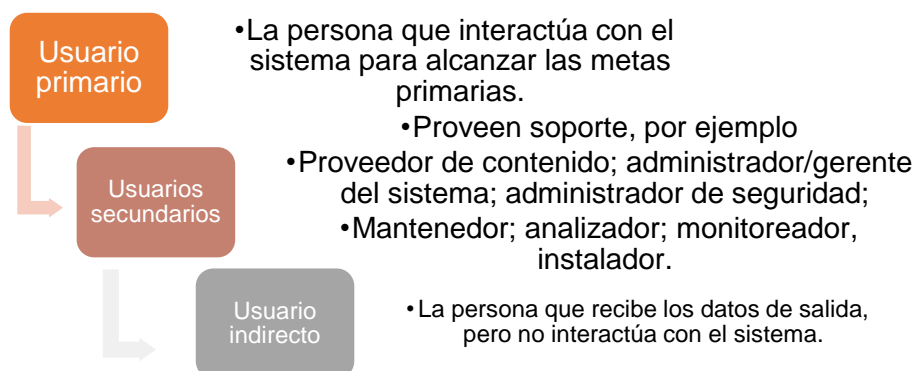 Usuario
primario
•La persona que interactúa con el
sistema para alcanzar las metas
primarias.
Usuarios
secundarios
•Proveen soporte, por ejemplo
•Proveedor de contenido; administrador/gerente
del sistema; administrador de seguridad;
•Mantenedor; analizador; monitoreador,
instalador.
Usuario
indirecto
•La persona que recibe los datos de salida,
pero no interactúa con el sistema.